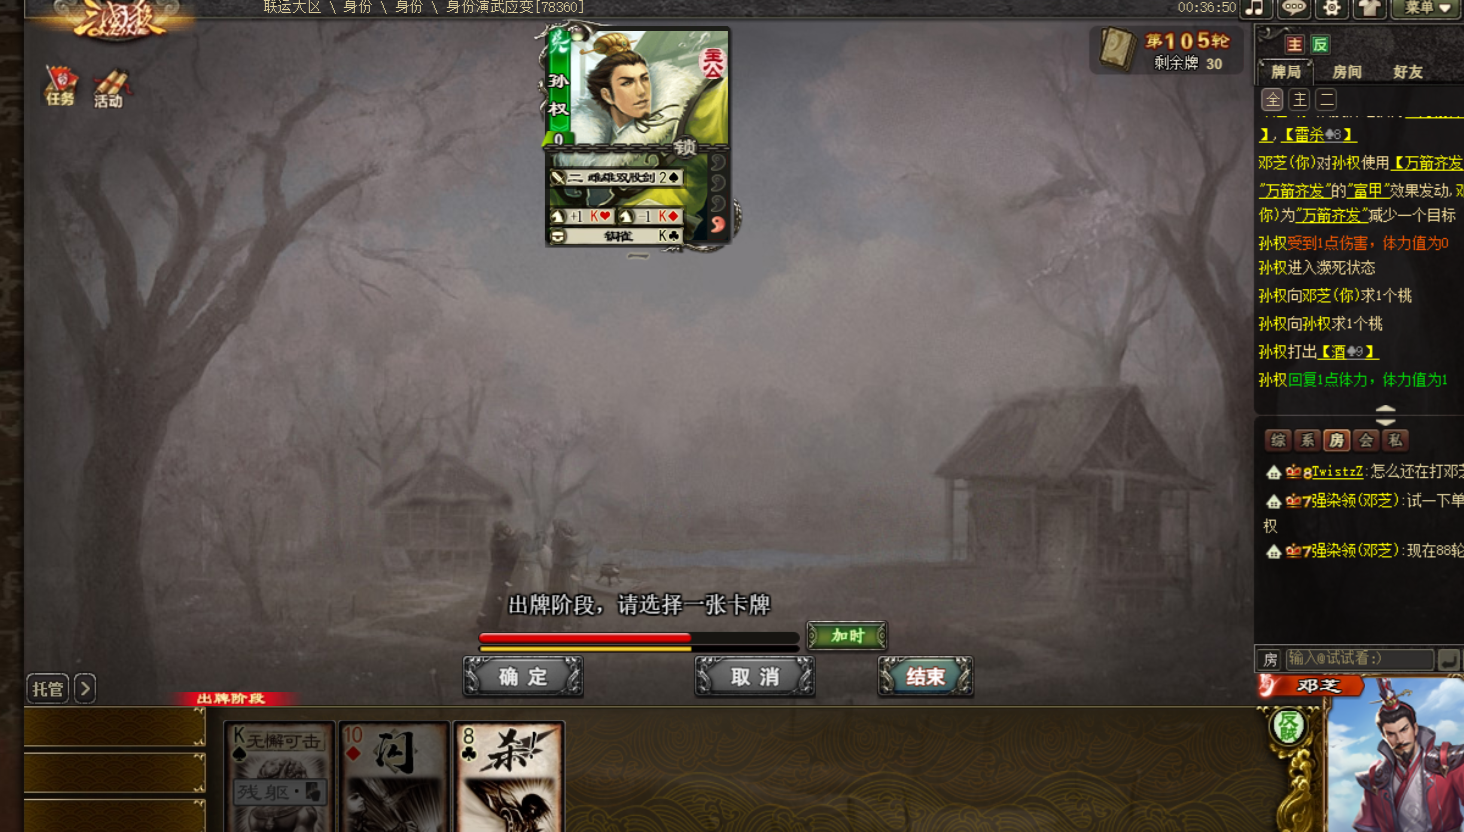 联运大区 \ 身份 \ 身份 \ 身份演武应变[78360]
00:36:50
菜单
三国杀
任务
活动
吴
孙权
0
主公
锁
二 雌雄双股剑 2♠
+1 K♥
-1 K♦
铜雀 K♣
第105轮
剩余牌 30
主 反
牌局 房间 好友
全 主 二
】,【雷杀♣8】
邓芝(你)对孙权使用【万箭齐发
"万箭齐发"的"富甲"效果发动,邓
你)为"万箭齐发"减少一个目标
孙权受到1点伤害，体力值为0
孙权进入濒死状态
孙权向邓芝(你)求1个桃
孙权向孙权求1个桃
孙权打出【酒♣9】
孙权回复1点体力，体力值为1
综 系 房 会 私
8TwistzZ:怎么还在打邓芝
7强染领(邓芝):试一下单
权
7强染领(邓芝):现在88轮
房 输入@试试看:)
出牌阶段，请选择一张卡牌
加时
确定
取消
结束
托管
出牌阶段
K♠ 无懈可击
残躯·
10♦ 闪
8♣ 杀
邓芝
反贼